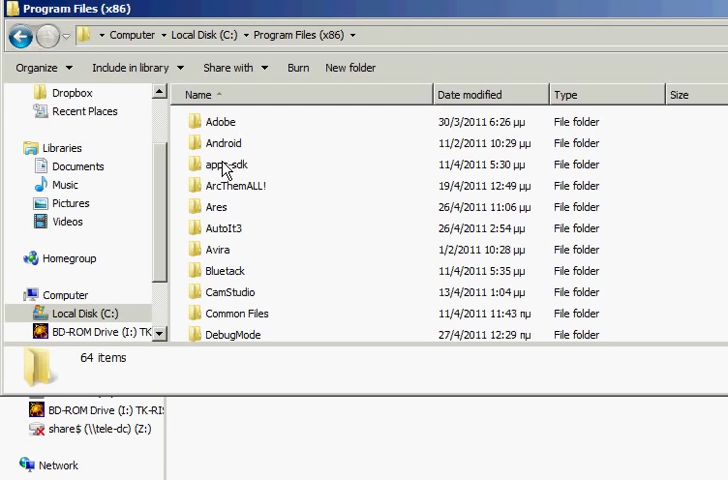 Program Files (x86)
Computer Local Disk (C:) Program Files (x86)
Organize Include in library Share with Burn New folder
Dropbox
Recent Places
Libraries
Documents
Music
Pictures
Videos
Homegroup
Computer
Local Disk (C:)
BD-ROM Drive (I:) TK
Name Date modified Type Size
Adobe 30/3/2011 6:26 μμ File folder
Android 11/2/2011 10:29 μμ File folder
sdk 11/4/2011 5:30 μμ File folder
ArcThemALL! 19/4/2011 12:49 μμ File folder
Ares 26/4/2011 11:06 μμ File folder
AutoIt3 26/4/2011 2:54 μμ File folder
Avira 1/2/2011 10:28 μμ File folder
Bluetack 11/4/2011 5:35 μμ File folder
CamStudio 13/4/2011 1:04 μμ File folder
Common Files 11/4/2011 11:43 πμ File folder
DebugMode 27/4/2011 12:29 πμ File folder
64 items
BD-ROM Drive (I:) TK-RI
share$ (\\tele-dc) (Z:)
Network